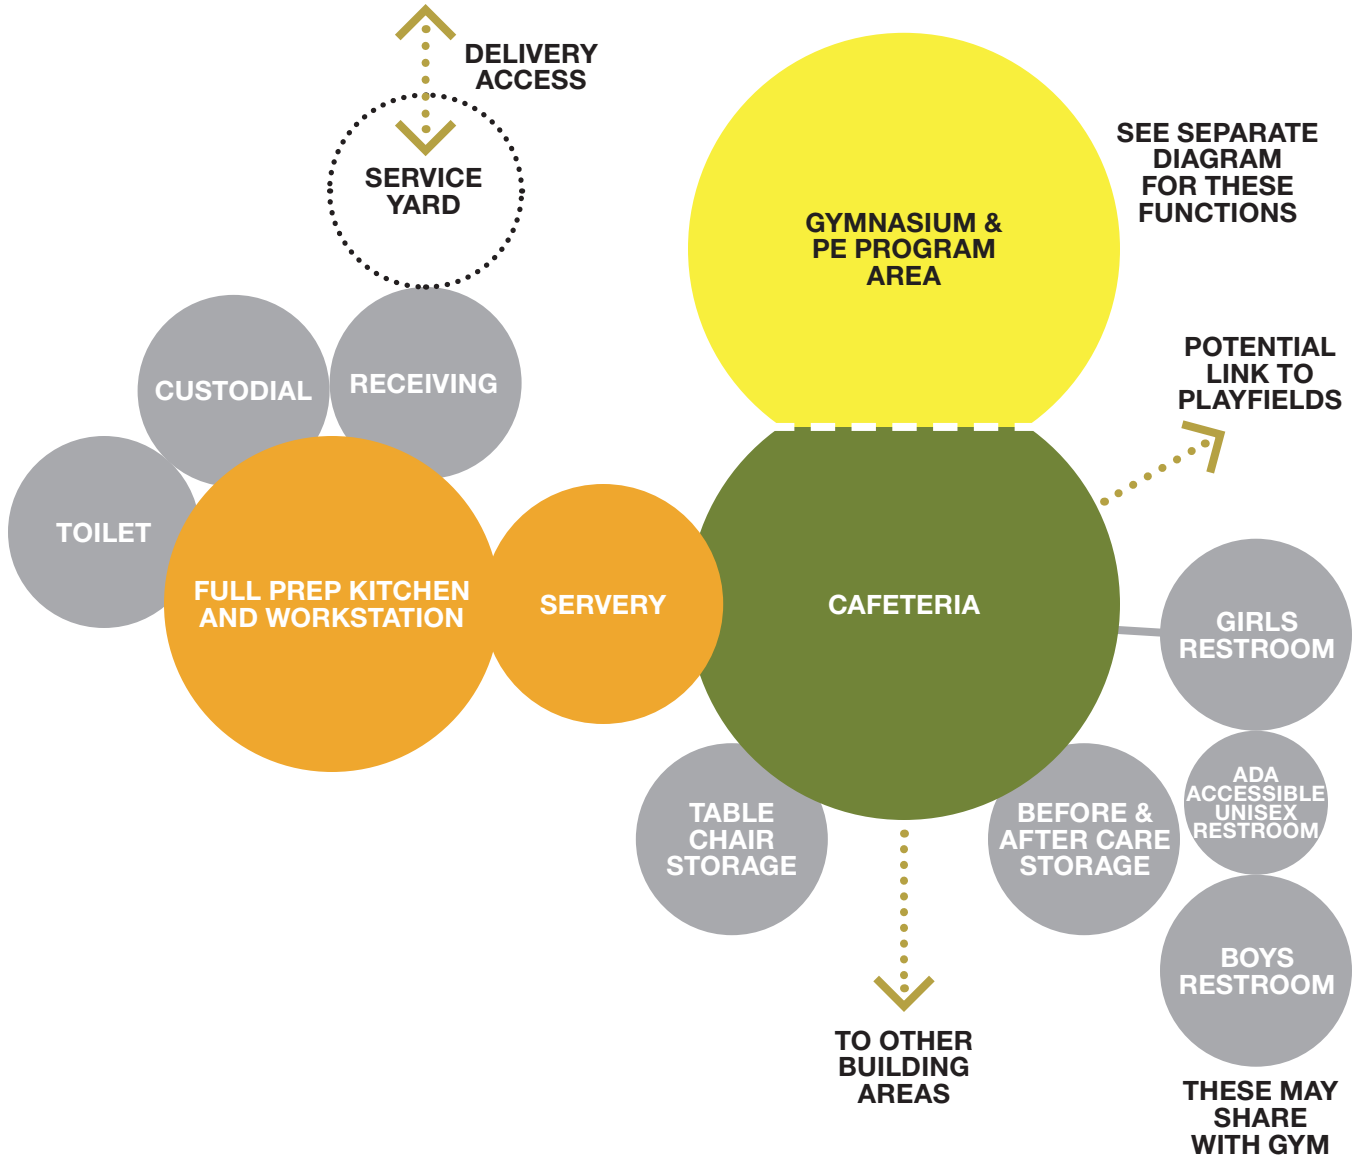 DELIVERY
ACCESS
SERVICE
YARD
SEE SEPARATE
DIAGRAM
FOR THESE
FUNCTIONS
GYMNASIUM &
PE PROGRAM
AREA
POTENTIAL
LINK TO
PLAYFIELDS
CUSTODIAL
RECEIVING
TOILET
FULL PREP KITCHEN
AND WORKSTATION
SERVERY
CAFETERIA
GIRLS
RESTROOM
ADA
ACCESSIBLE
UNISEX
RESTROOM
TABLE
CHAIR
STORAGE
BEFORE &
AFTER CARE
STORAGE
BOYS
RESTROOM
TO OTHER
BUILDING
AREAS
THESE MAY
SHARE
WITH GYM